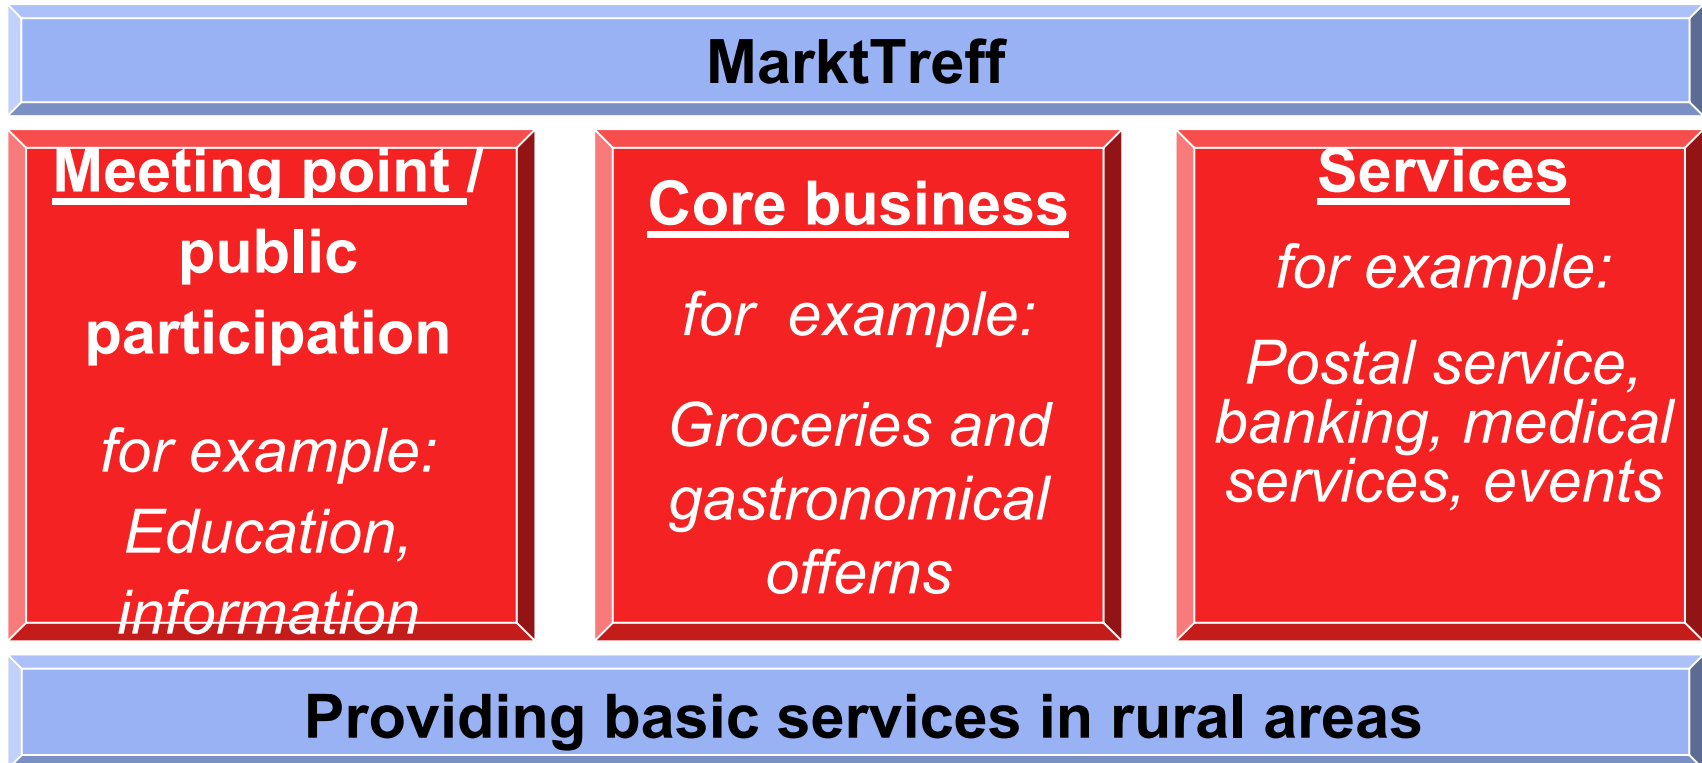 MarktTreff
Meeting point /
public
participation
for example:
Education,
information
Core business
for example:
Groceries and
gastronomical
offerns
Services
for example:
Postal service,
banking, medical
services, events
Providing basic services in rural areas